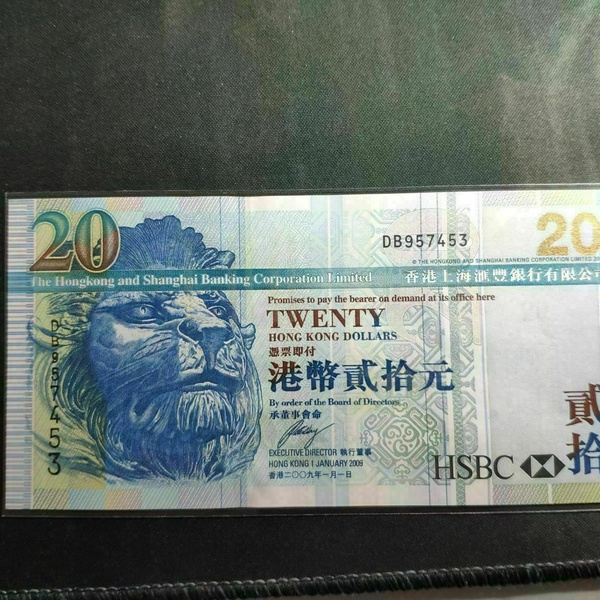 20
DB957453
20
© THE HONGKONG AND SHANGHAI BANKING CORPORATION LIMITED
The Hongkong and Shanghai Banking Corporation Limited
香港上海滙豐銀行有限公司
Promises to pay the bearer on demand at its office here
TWENTY
HONG KONG DOLLARS
憑票即付
港幣貳拾元
By order of the Board of Directors
承董事會命
EXECUTIVE DIRECTOR 執行董事
HONG KONG 1 JANUARY 2009
香港二〇〇九年一月一日
HSBC
貳
拾
DB957453